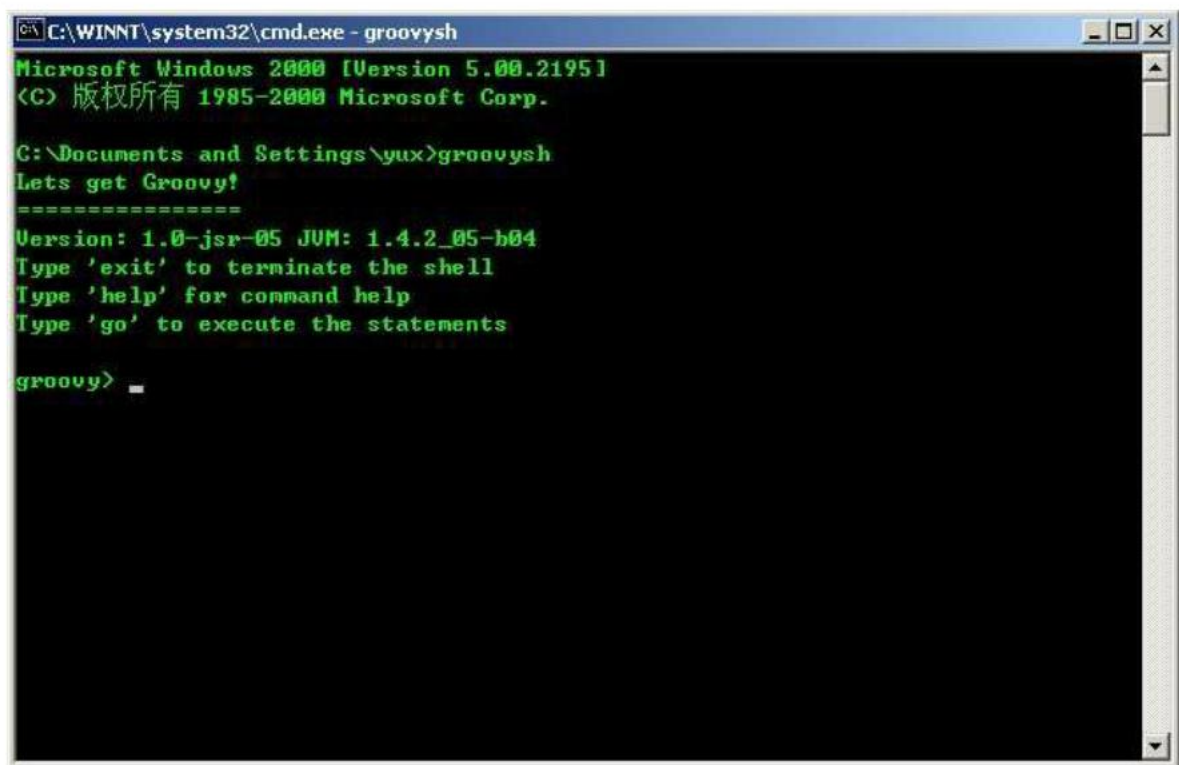 C:\WINNT\system32\cmd.exe - groovysh
Microsoft Windows 2000 [Version 5.00.2195]
(C) 版权所有 1985-2000 Microsoft Corp.
C:\Documents and Settings\yux>groovysh
Lets get Groovy!
================
Version: 1.0-jsr-05 JVM: 1.4.2_05-b04
Type 'exit' to terminate the shell
Type 'help' for command help
Type 'go' to execute the statements
groovy> _